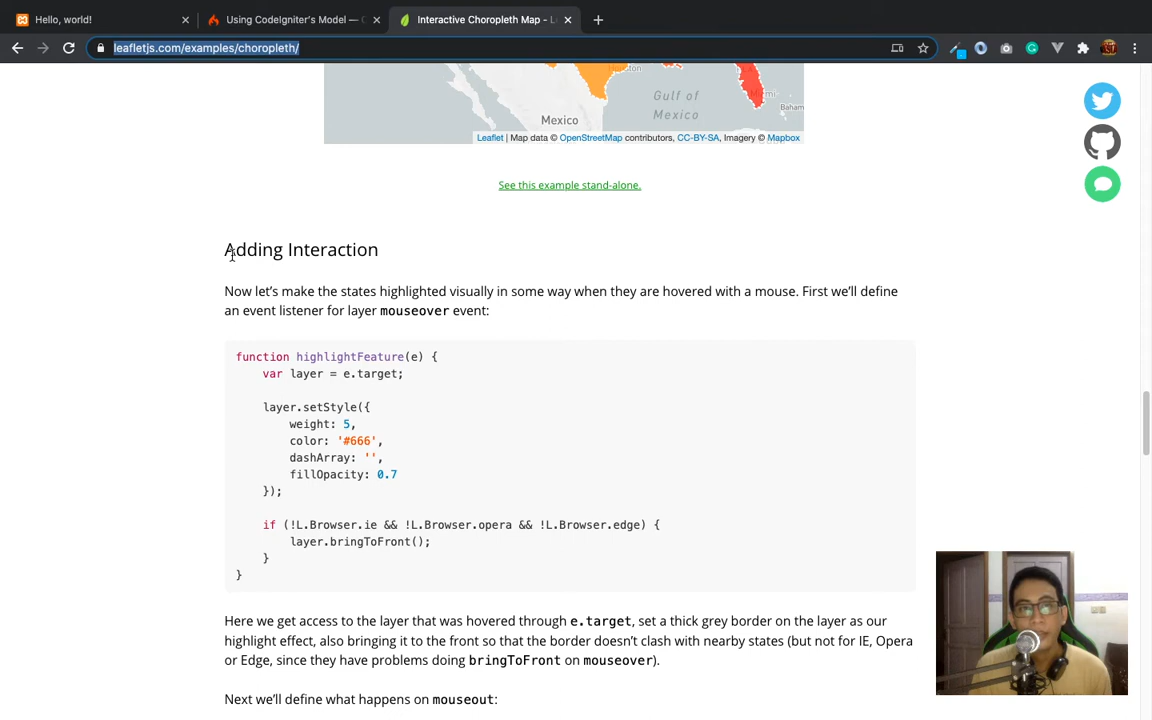 Hello, world!
Using CodeIgniter's Model — C
Interactive Choropleth Map - L
leafletjs.com/examples/choropleth/
Houston
Miami
Gulf of
Mexico
Baham
Mexico
Leaflet | Map data © OpenStreetMap contributors, CC-BY-SA, Imagery © Mapbox
See this example stand-alone.
Adding Interaction
Now let's make the states highlighted visually in some way when they are hovered with a mouse. First we'll define
an event listener for layer mouseover event:
function highlightFeature(e) {
    var layer = e.target;
    layer.setStyle({
        weight: 5,
        color: '#666',
        dashArray: '',
        fillOpacity: 0.7
    });
    if (!L.Browser.ie && !L.Browser.opera && !L.Browser.edge) {
        layer.bringToFront();
    }
}
Here we get access to the layer that was hovered through e.target, set a thick grey border on the layer as our
highlight effect, also bringing it to the front so that the border doesn't clash with nearby states (but not for IE, Opera
or Edge, since they have problems doing bringToFront on mouseover).
Next we'll define what happens on mouseout: